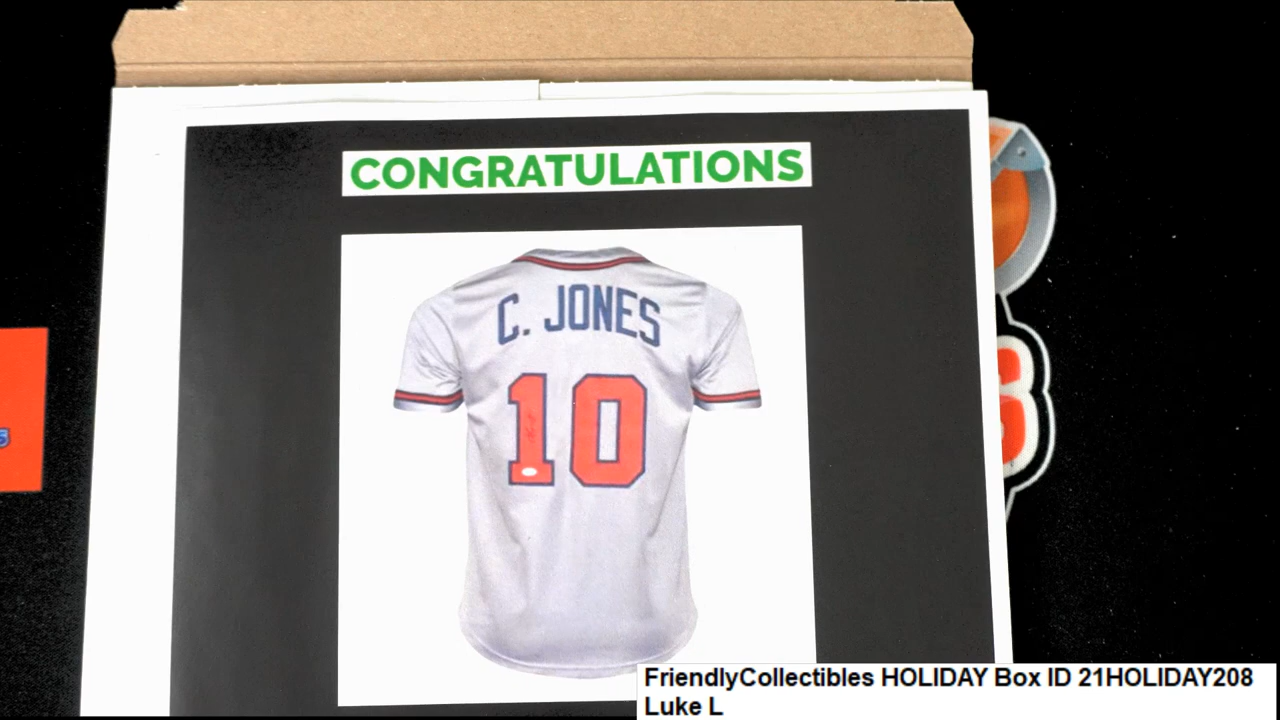 CONGRATULATIONS
C. JONES
10
FriendlyCollectibles HOLIDAY Box ID 21HOLIDAY208
Luke L